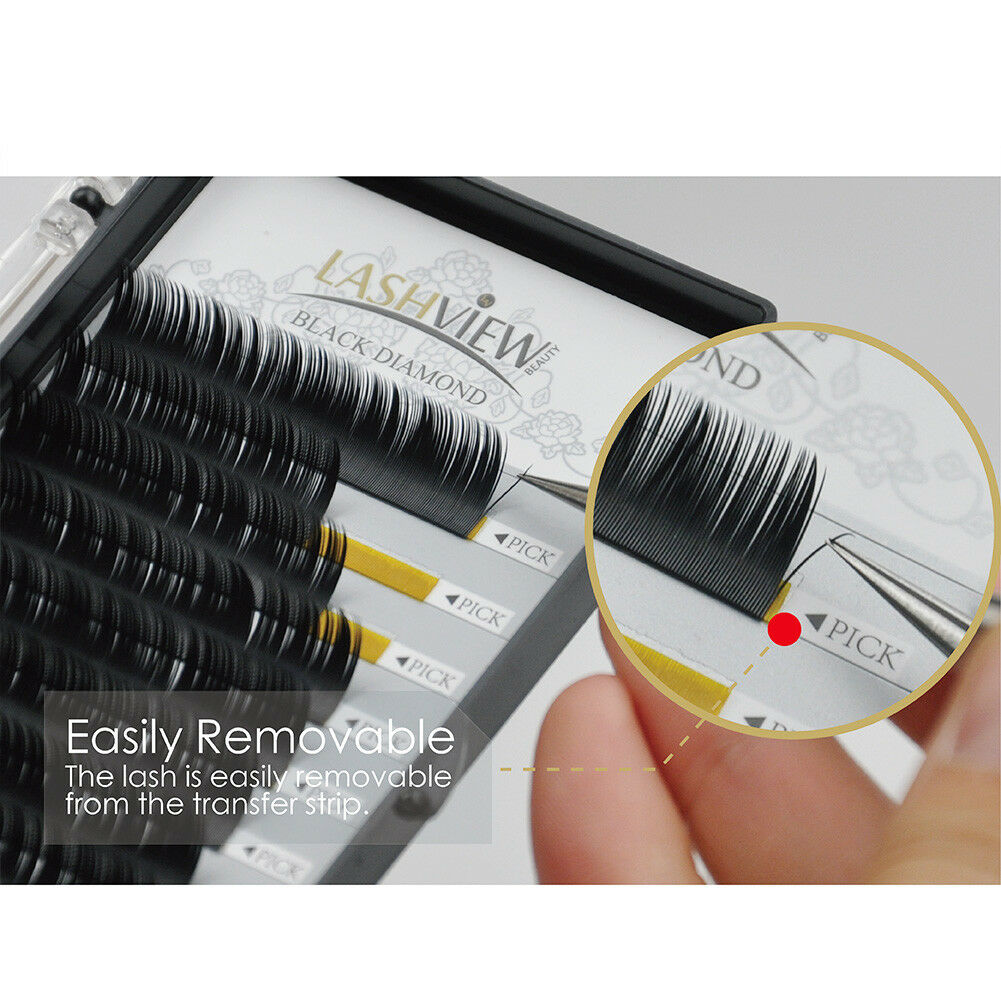 LASHVIEW
BEAUTY
BLACK DIAMOND
OND
PICK
PICK
PICK
PICK
PICK
Easily Removable
The lash is easily removable
from the transfer strip.